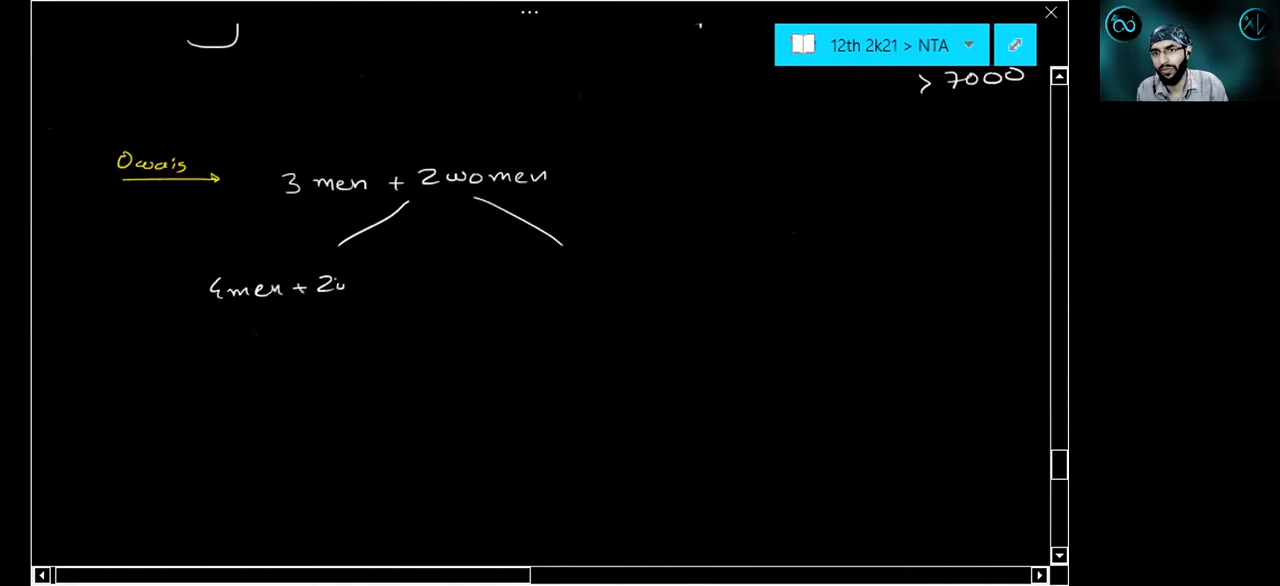 12th 2k21 > NTA
> 7000
Owais
3 men + 2 women
4 men + 2